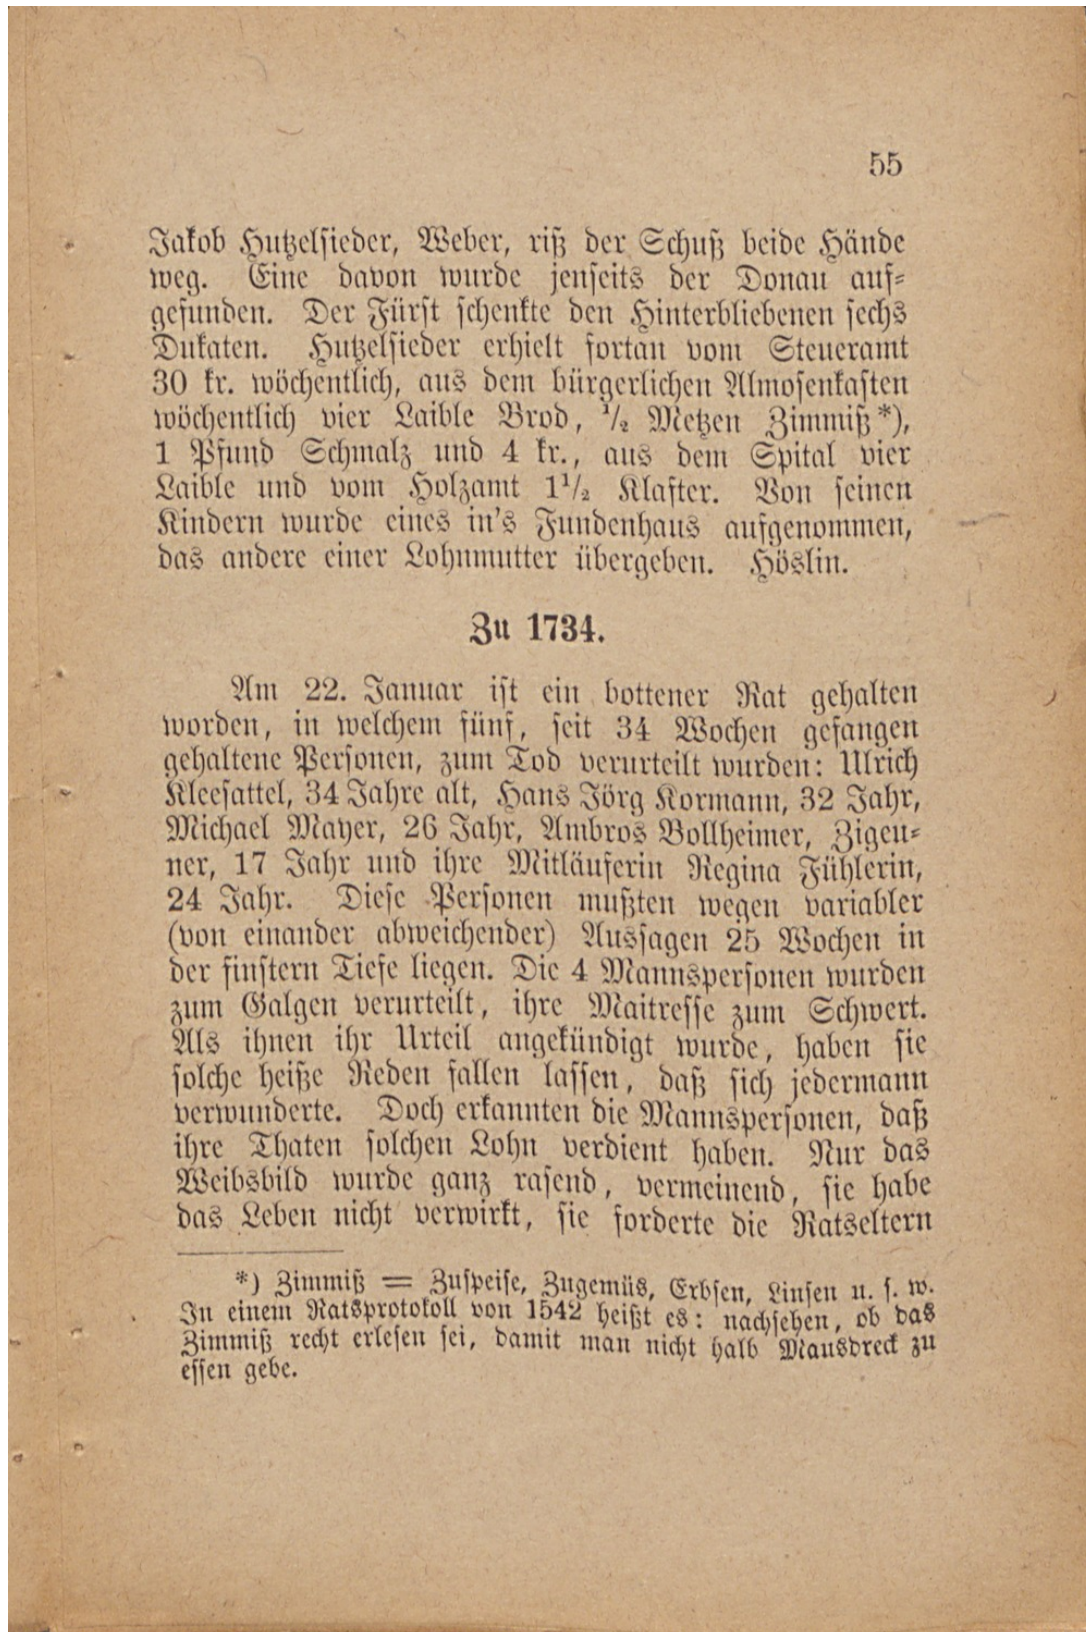 55
Jakob Hutzelsieder, Weber, riß der Schuß beide Hände
weg. Eine davon wurde jenseits der Donau auf-
gefunden. Der Fürst schenkte den Hinterbliebenen sechs
Dukaten. Hutzelsieder erhielt fortan vom Steueramt
30 kr. wöchentlich, aus dem bürgerlichen Almosenkasten
wöchentlich vier Laible Brod, ½ Metzen Zimmiß*),
1 Pfund Schmalz und 4 kr., aus dem Spital vier
Laible und vom Holzamt 1½ Klafter. Von seinen
Kindern wurde eines in's Fundenhaus aufgenommen,
das andere einer Lohnmutter übergeben. Höslin.
Zu 1734.
Am 22. Januar ist ein bottener Rat gehalten
worden, in welchem fünf, seit 34 Wochen gefangen
gehaltene Personen, zum Tod verurteilt wurden: Ulrich
Kleesattel, 34 Jahre alt, Hans Jörg Kormann, 32 Jahr,
Michael Mayer, 26 Jahr, Ambros Bollheimer, Zigeu-
ner, 17 Jahr und ihre Mitläuferin Regina Fühlerin,
24 Jahr. Diese Personen mußten wegen variabler
(von einander abweichender) Aussagen 25 Wochen in
der finstern Tiefe liegen. Die 4 Mannspersonen wurden
zum Galgen verurteilt, ihre Maitresse zum Schwert.
Als ihnen ihr Urteil angekündigt wurde, haben sie
solche heiße Reden fallen lassen, daß sich jedermann
verwunderte. Doch erkannten die Mannspersonen, daß
ihre Thaten solchen Lohn verdient haben. Nur das
Weibsbild wurde ganz rasend, vermeinend, sie habe
das Leben nicht verwirkt, sie forderte die Ratseltern
*) Zimmiß = Zuspeise, Zugemüs, Erbsen, Linsen u. s. w.
In einem Ratsprotokoll von 1542 heißt es: nachsehen, ob das
Zimmiß recht erlesen sei, damit man nicht halb Mausdreck zu
essen gebe.